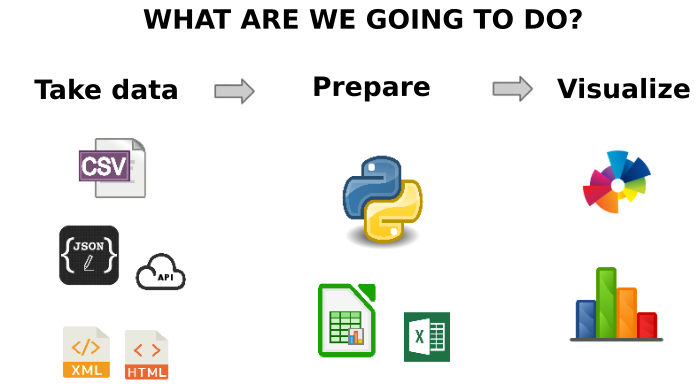 WHAT ARE WE GOING TO DO?
Take data
Prepare
Visualize
CSV
JSON
API
</>
XML
< >
HTML
X